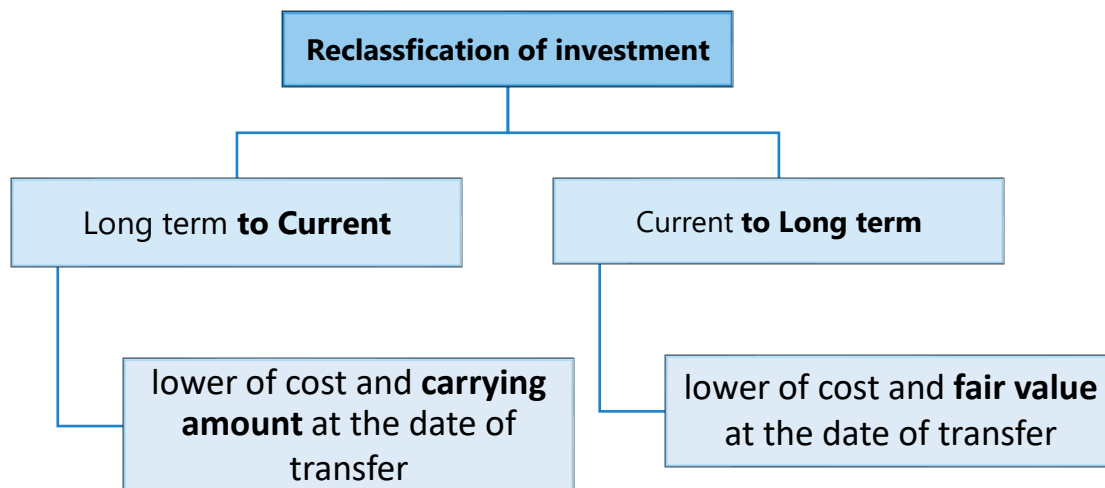 Reclassfication of investment
Long term to Current
Current to Long term
lower of cost and carrying
amount at the date of
transfer
lower of cost and fair value
at the date of transfer